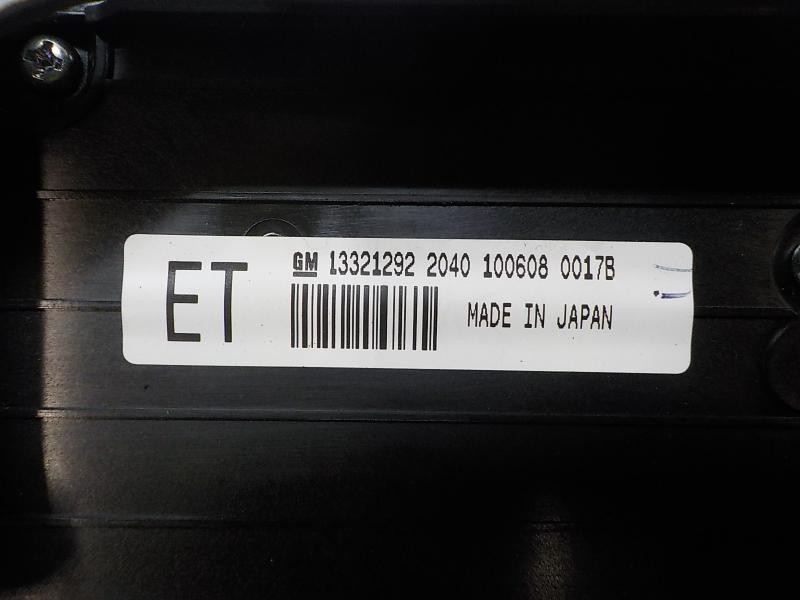 ET
GM 13321292 2040 100608 0017B
MADE IN JAPAN